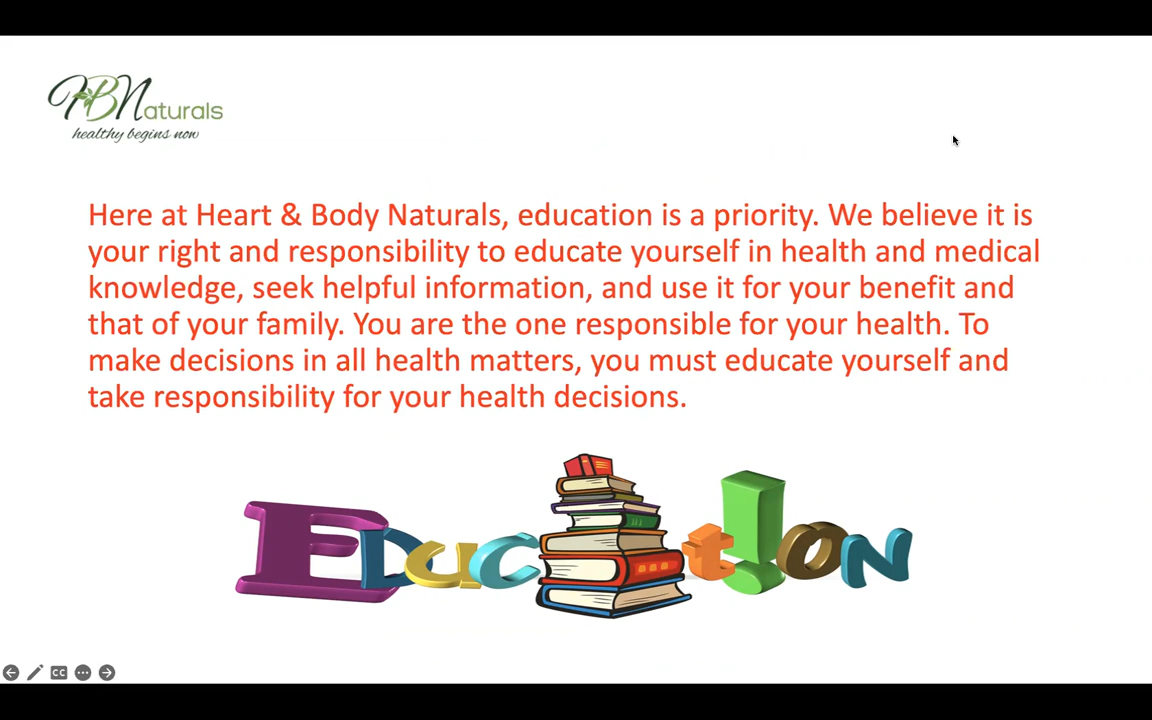 HBNaturals
healthy begins now
Here at Heart & Body Naturals, education is a priority. We believe it is
your right and responsibility to educate yourself in health and medical
knowledge, seek helpful information, and use it for your benefit and
that of your family. You are the one responsible for your health. To
make decisions in all health matters, you must educate yourself and
take responsibility for your health decisions.
Education
CC